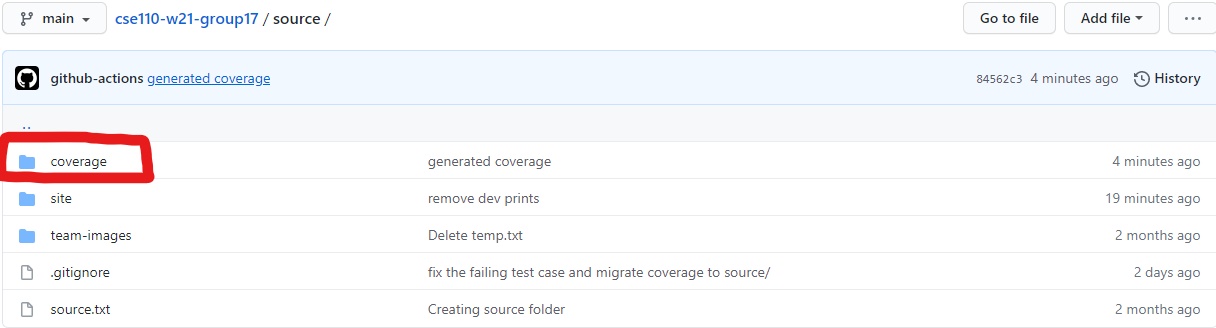 main cse110-w21-group17 / source / Go to file Add file ...
github-actions generated coverage 84562c3 4 minutes ago History
..
coverage generated coverage 4 minutes ago
site remove dev prints 19 minutes ago
team-images Delete temp.txt 2 months ago
.gitignore fix the failing test case and migrate coverage to source/ 2 days ago
source.txt Creating source folder 2 months ago